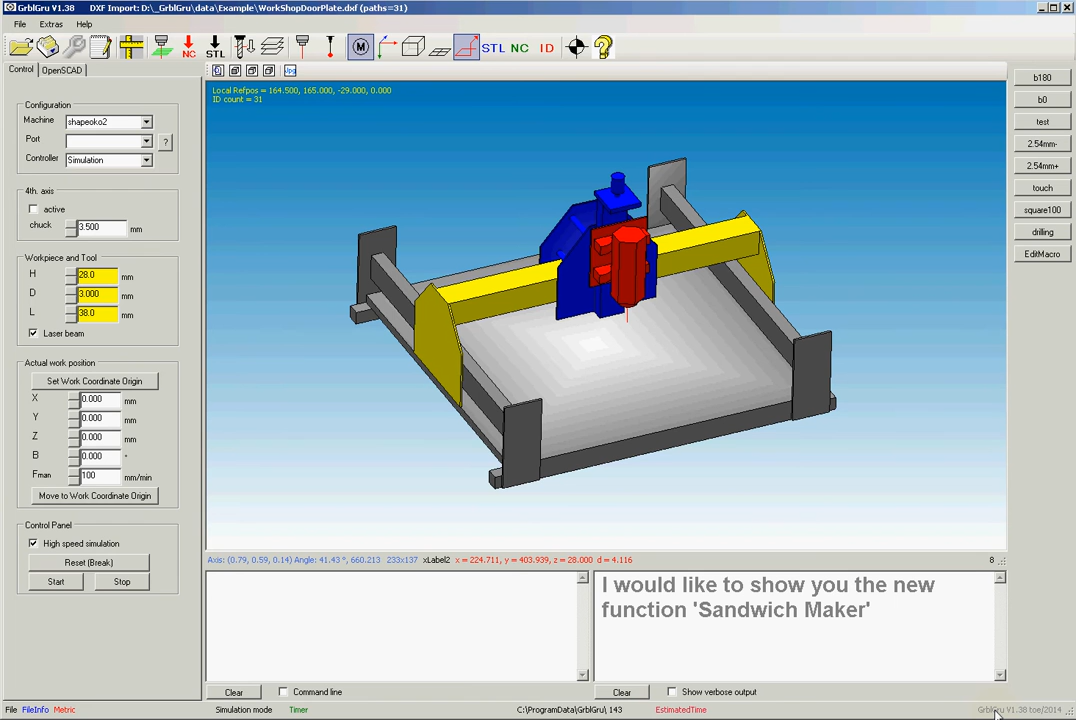 GrblGru V1.38 DXF Import: D:\_GrblGru\data\Example\WorkShopDoorPlate.dxf (paths=31)
File Extras Help
NC STL M STL NC ID
Control OpenSCAD
Jpg
Local Refpos = 164.500, 165.000, -29.000, 0.000
ID count = 31
Configuration
Machine shapeoko2
Port ?
Controller Simulation
4th. axis
active
chuck 3.500 mm
Workpiece and Tool
H 28.0 mm
D 3.000 mm
L 38.0 mm
Laser beam
Actual work position
Set Work Coordinate Origin
X 0.000 mm
Y 0.000 mm
Z 0.000 mm
B 0.000 °
Fman 100 mm/min
Move to Work Coordinate Origin
Control Panel
High speed simulation
Reset (Break)
Start Stop
b180
b0
test
2.54mm-
2.54mm+
touch
square100
drilling
EditMacro
Axis: (0.79, 0.59, 0.14) Angle: 41.43 °, 660.213 233x137 xLabel2 x = 224.711, y = 403.939, z = 28.000 d = 4.116 8
I would like to show you the new
function 'Sandwich Maker'
Clear Command line Clear Show verbose output
File FileInfo Metric Simulation mode Timer C:\ProgramData\GrblGru\ 143 EstimatedTime GrblGru V1.38 toe/2014